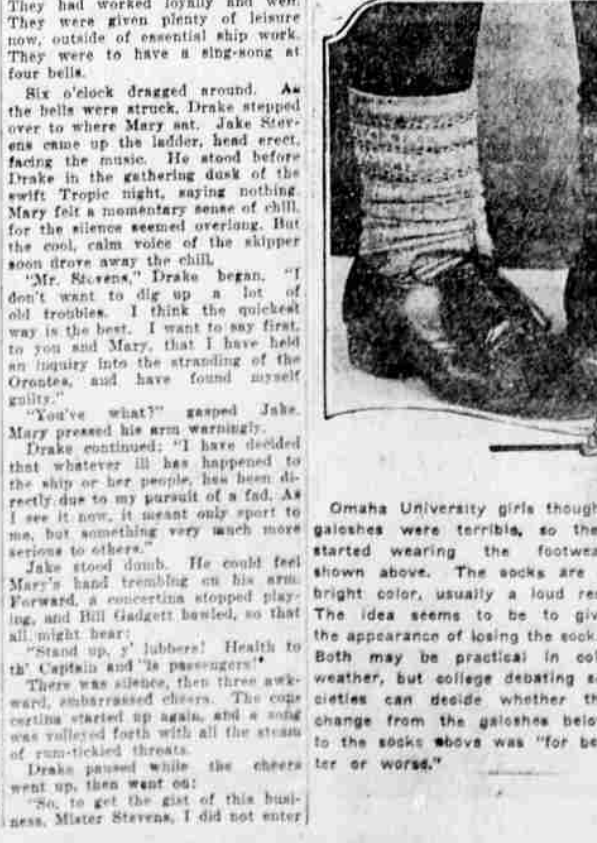 They had worked loyally and well.
They were given plenty of leisure
now, outside of essential ship work.
They were to have a sing-song at
four bells.
Six o'clock dragged around. As
the bells were struck, Drake stepped
over to where Mary sat. Jake Stev-
ens came up the ladder, head erect,
facing the music. He stood before
Drake in the gathering dusk of the
swift Tropic night, saying nothing.
Mary felt a momentary sense of chill,
for the silence seemed overlong. But
the cool, calm voice of the skipper
soon drove away the chill.
"Mr. Stevens," Drake began, "I
don't want to dig up a lot of
old troubles. I think the quickest
way is the best. I want to say first,
to you and Mary, that I have held
an inquiry into the stranding of the
Orontes, and have found myself
guilty."
"You've what?" gasped Jake.
Mary pressed his arm warningly.
Drake continued: "I have decided
that whatever ill has happened to
the ship or her people, has been di-
rectly due to my pursuit of a fad. As
I see it now, it meant only sport to
me, but something very much more
serious to others."
Jake stood dumb. He could feel
Mary's hand trembing on his arm.
Forward, a concertina stopped play-
ing, and Bill Gadgett bawled, so that
all might hear:
"Stand up, y' lubbers! Health to
th' Captain and 'is passengers!"
There was silence, then three awk-
ward, embarrassed cheers. The con-
certina started up again, and a song
was volleyed forth with all the steam
of rum-tickled throats.
Drake paused while the cheers
went up, then went on:
"So, to get the gist of this busi-
ness, Mister Stevens, I did not enter
Omaha University girls though
galoshes were terrible, so the
started wearing the footwea
shown above. The socks are
bright color, usually a loud re
The idea seems to be to giv
the appearance of losing the sock.
Both may be practical in col
weather, but college debating s
cieties can decide whether th
change from the galoshes belo
to the socks above was "for be
ter or worse."